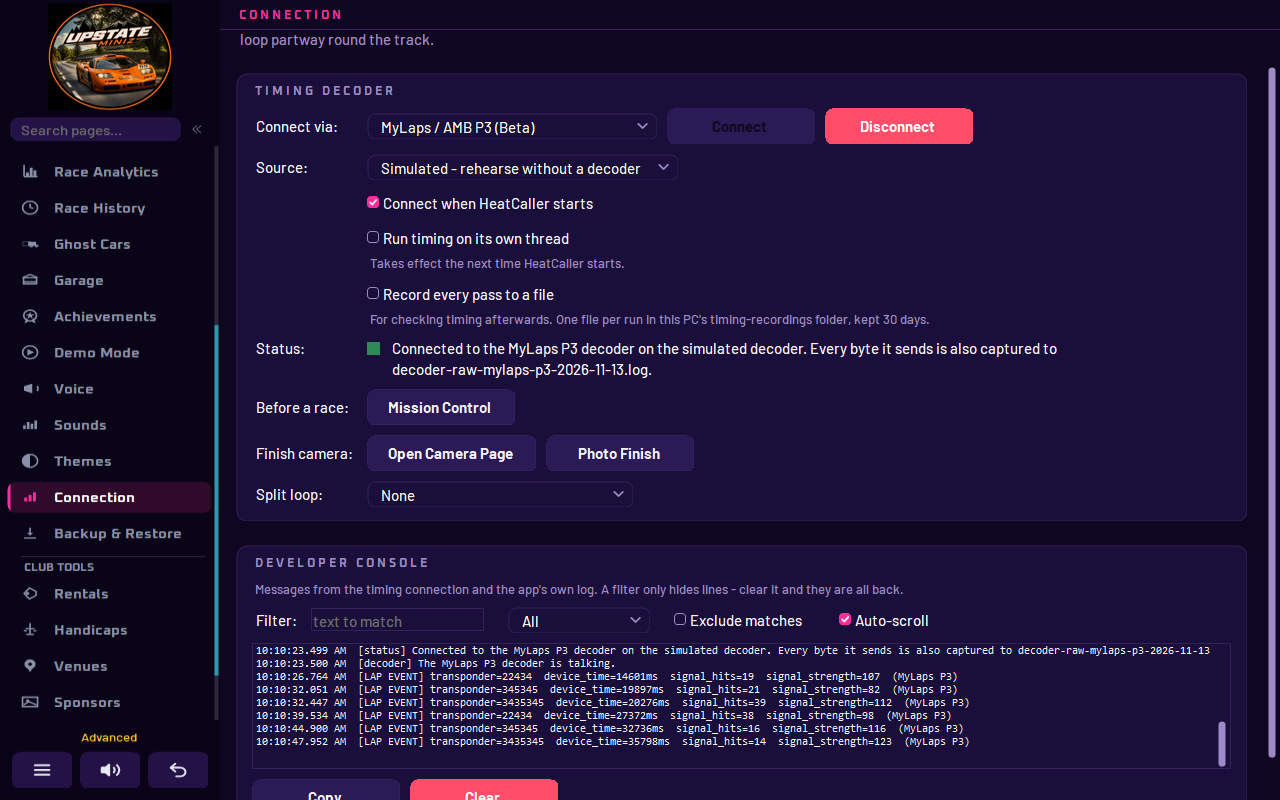 UPSTATE
MINIZ
Search pages...
Race Analytics
Race History
Ghost Cars
Garage
Achievements
Demo Mode
Voice
Sounds
Themes
Connection
Backup & Restore
CLUB TOOLS
Rentals
Handicaps
Venues
Sponsors
Advanced
CONNECTION
loop partway round the track.
TIMING DECODER
Connect via: MyLaps / AMB P3 (Beta) Connect Disconnect
Source: Simulated - rehearse without a decoder
Connect when HeatCaller starts
Run timing on its own thread
Takes effect the next time HeatCaller starts.
Record every pass to a file
For checking timing afterwards. One file per run in this PC's timing-recordings folder, kept 30 days.
Status: Connected to the MyLaps P3 decoder on the simulated decoder. Every byte it sends is also captured to
decoder-raw-mylaps-p3-2026-11-13.log.
Before a race: Mission Control
Finish camera: Open Camera Page Photo Finish
Split loop: None
DEVELOPER CONSOLE
Messages from the timing connection and the app's own log. A filter only hides lines - clear it and they are all back.
Filter: text to match All Exclude matches Auto-scroll
10:10:23.499 AM [status] Connected to the MyLaps P3 decoder on the simulated decoder. Every byte it sends is also captured to decoder-raw-mylaps-p3-2026-11-13
10:10:23.500 AM [decoder] The MyLaps P3 decoder is talking.
10:10:26.764 AM [LAP EVENT] transponder=22434 device_time=14601ms signal_hits=19 signal_strength=107 (MyLaps P3)
10:10:32.051 AM [LAP EVENT] transponder=345345 device_time=19897ms signal_hits=21 signal_strength=82 (MyLaps P3)
10:10:32.447 AM [LAP EVENT] transponder=3435345 device_time=20276ms signal_hits=39 signal_strength=112 (MyLaps P3)
10:10:39.534 AM [LAP EVENT] transponder=22434 device_time=27372ms signal_hits=38 signal_strength=98 (MyLaps P3)
10:10:44.900 AM [LAP EVENT] transponder=345345 device_time=32736ms signal_hits=16 signal_strength=116 (MyLaps P3)
10:10:47.952 AM [LAP EVENT] transponder=3435345 device_time=35798ms signal_hits=14 signal_strength=123 (MyLaps P3)
Copy Clear